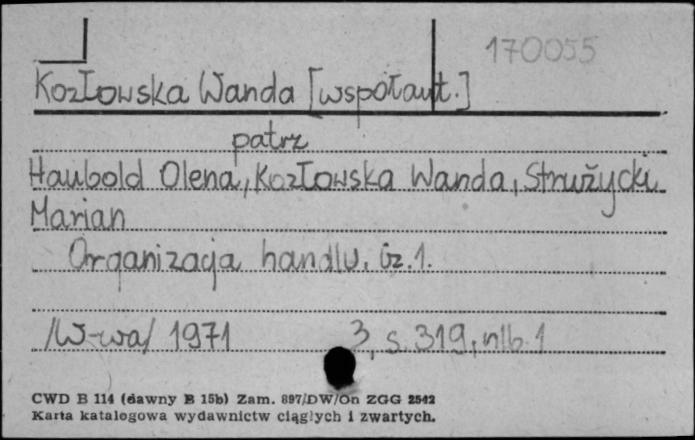 170055
Kozłowska Wanda [współaut.]
patrz
Haubold Olena, Kozłowska Wanda, Strużycki
Marian
Organizacja handlu. Cz. 1.
/W-wa/ 1971 3, s. 319, nlb. 1
CWD B 114 (dawny B 15b) Zam. 897/DW/On ZGG 2542
Karta katalogowa wydawnictw ciągłych i zwartych.